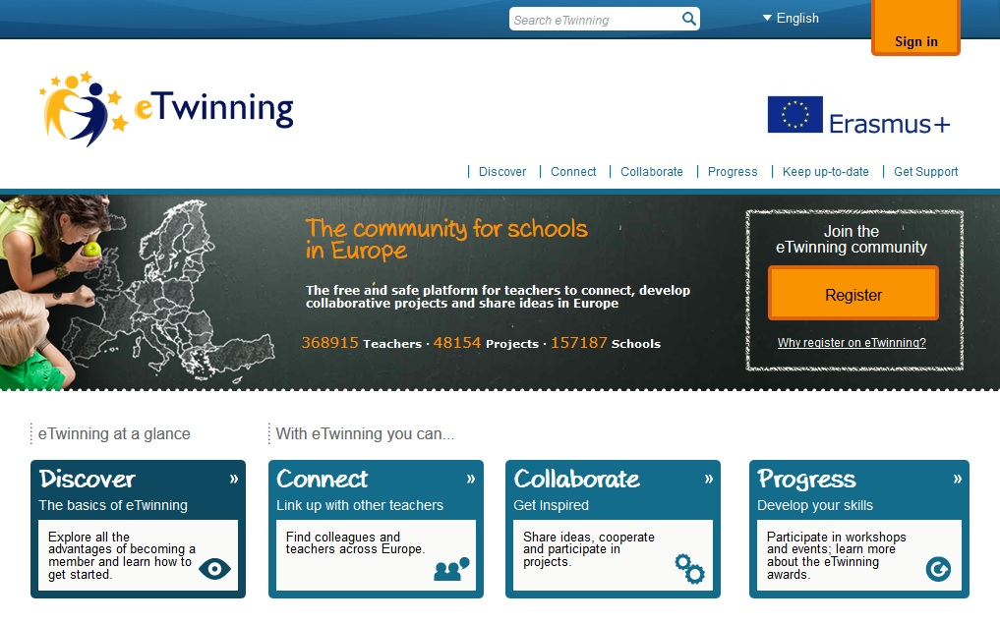 Search eTwinning
English
Sign in
eTwinning
Erasmus+
Discover Connect Collaborate Progress Keep up-to-date Get Support
The community for schools
in Europe
The free and safe platform for teachers to connect, develop
collaborative projects and share ideas in Europe
368915 Teachers · 48154 Projects · 157187 Schools
Join the
eTwinning community
Register
Why register on eTwinning?
eTwinning at a glance
With eTwinning you can...
Discover »
The basics of eTwinning
Explore all the
advantages of becoming a
member and learn how to
get started.
Connect »
Link up with other teachers
Find colleagues and
teachers across Europe.
Collaborate »
Get Inspired
Share ideas, cooperate
and participate in
projects.
Progress »
Develop your skills
Participate in workshops
and events; learn more
about the eTwinning
awards.